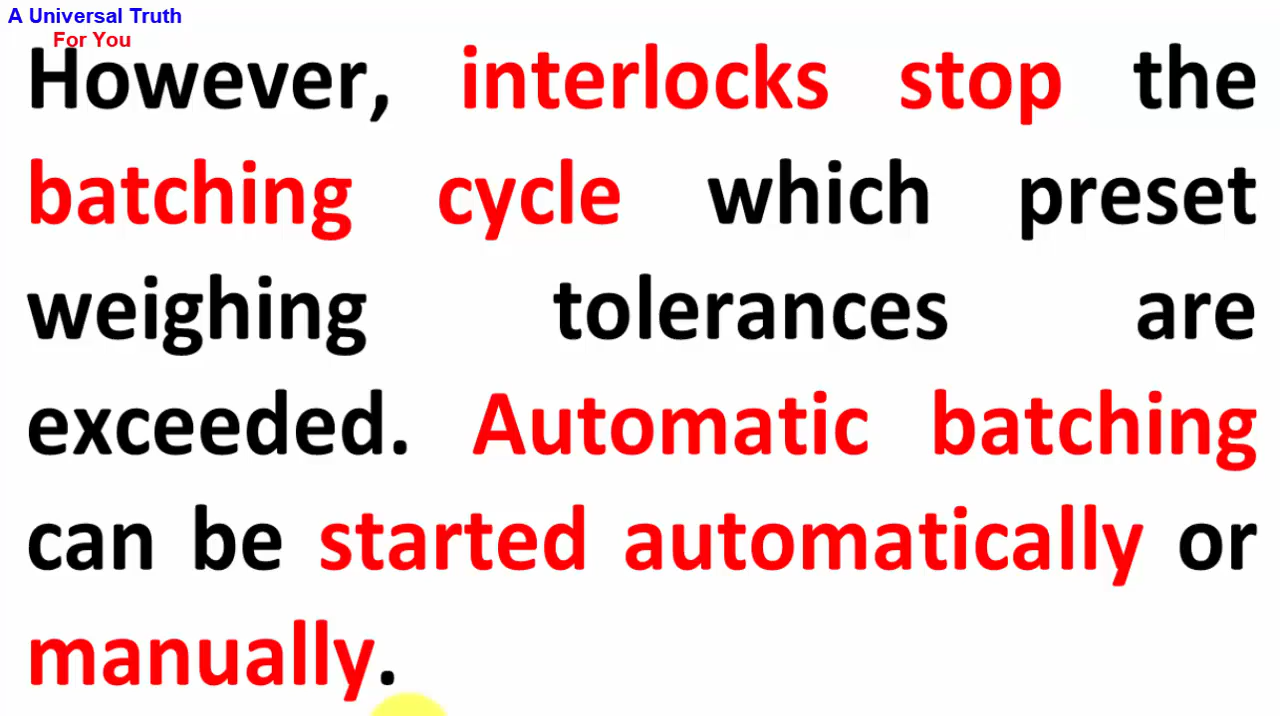 A Universal Truth
For You
However, interlocks stop the
batching cycle which preset
weighing tolerances are
exceeded. Automatic batching
can be started automatically or
manually.